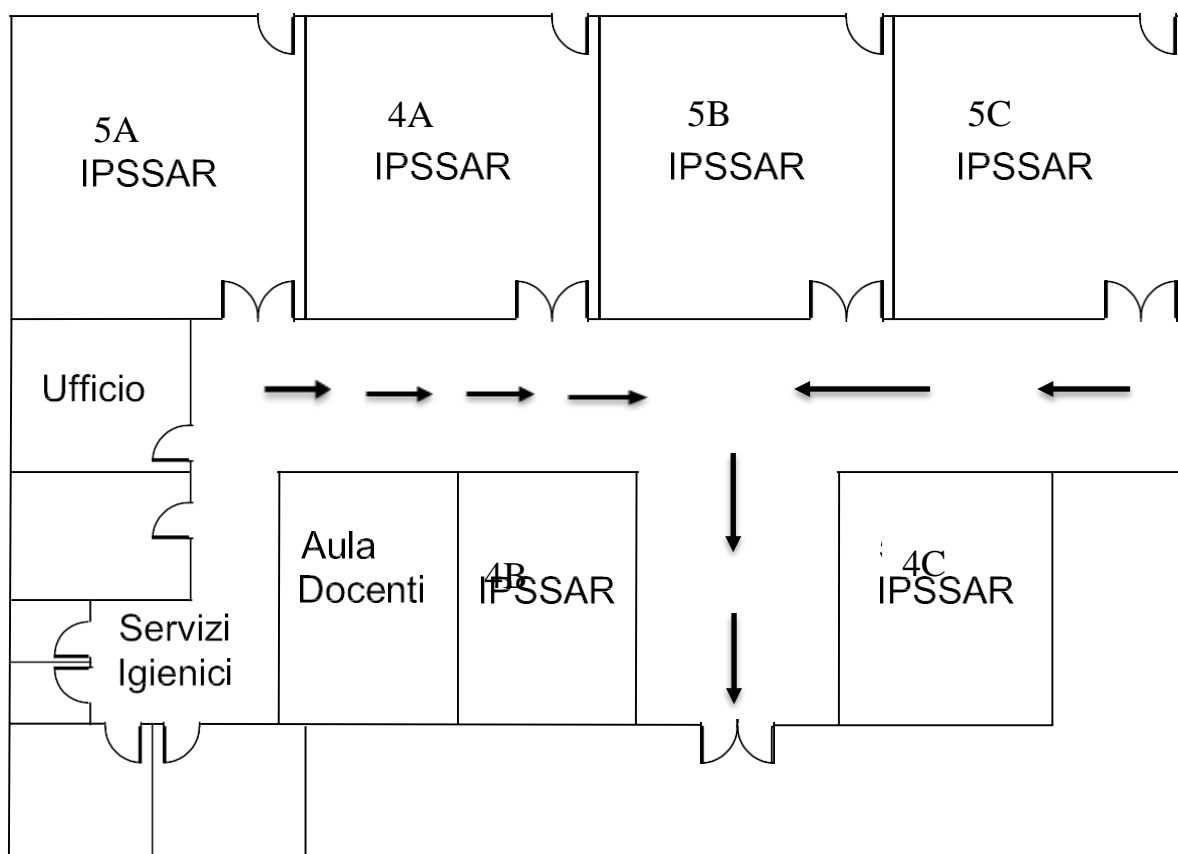 5A
IPSSAR
4A
IPSSAR
5B
IPSSAR
5C
IPSSAR
Ufficio
Aula
Docenti
4B
IPSSAR
4C
IPSSAR
Servizi
Igienici